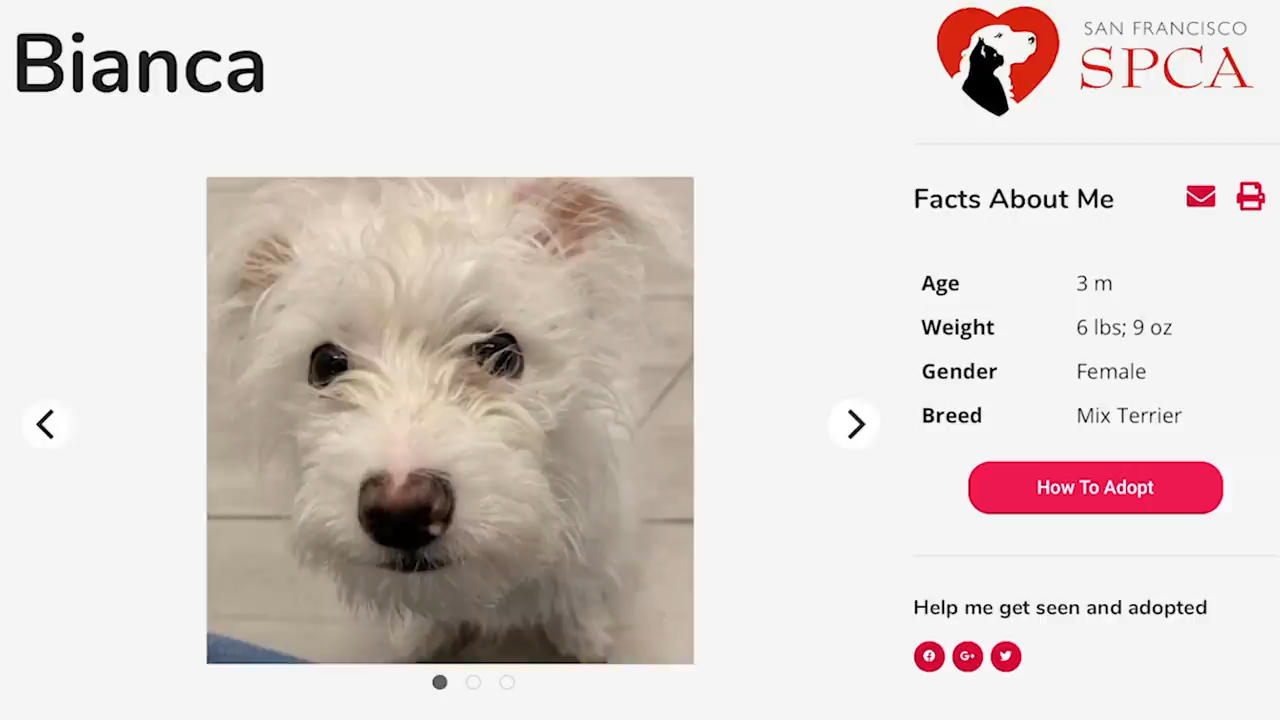 Bianca
SAN FRANCISCO
SPCA
Facts About Me
Age 3 m
Weight 6 lbs; 9 oz
Gender Female
Breed Mix Terrier
How To Adopt
Help me get seen and adopted
G+